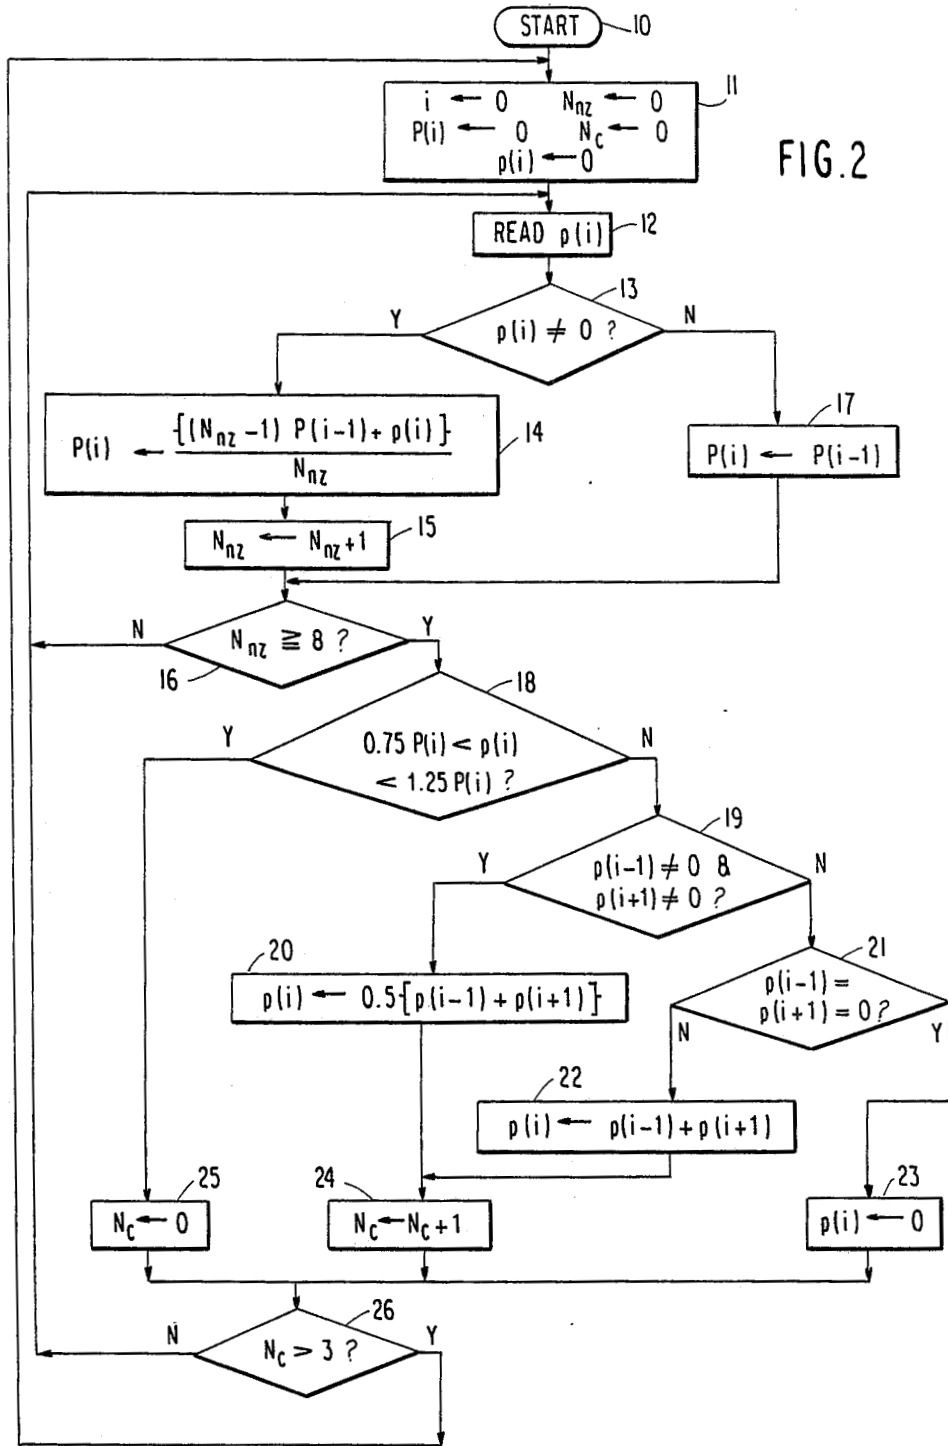 START 10
i ← 0 N_nz ← 0 11
P(i) ← 0 N_c ← 0
p(i) ← 0
FIG.2
READ p(i) 12
13
Y p(i) ≠ 0 ? N
P(i) ← {(N_nz-1) P(i-1)+p(i)} / N_nz 14
17
P(i) ← P(i-1)
N_nz ← N_nz+1 15
N N_nz ≧ 8 ? Y
16
18
Y 0.75 P(i) < p(i) N
< 1.25 P(i) ?
19
Y p(i-1) ≠ 0 & N
p(i+1) ≠ 0 ?
20
p(i) ← 0.5{p(i-1)+p(i+1)}
21
p(i-1) =
p(i+1) = 0 ?
N Y
22
p(i) ← p(i-1)+p(i+1)
25
N_c ← 0
24
N_c ← N_c+1
23
p(i) ← 0
26
N N_c > 3 ? Y